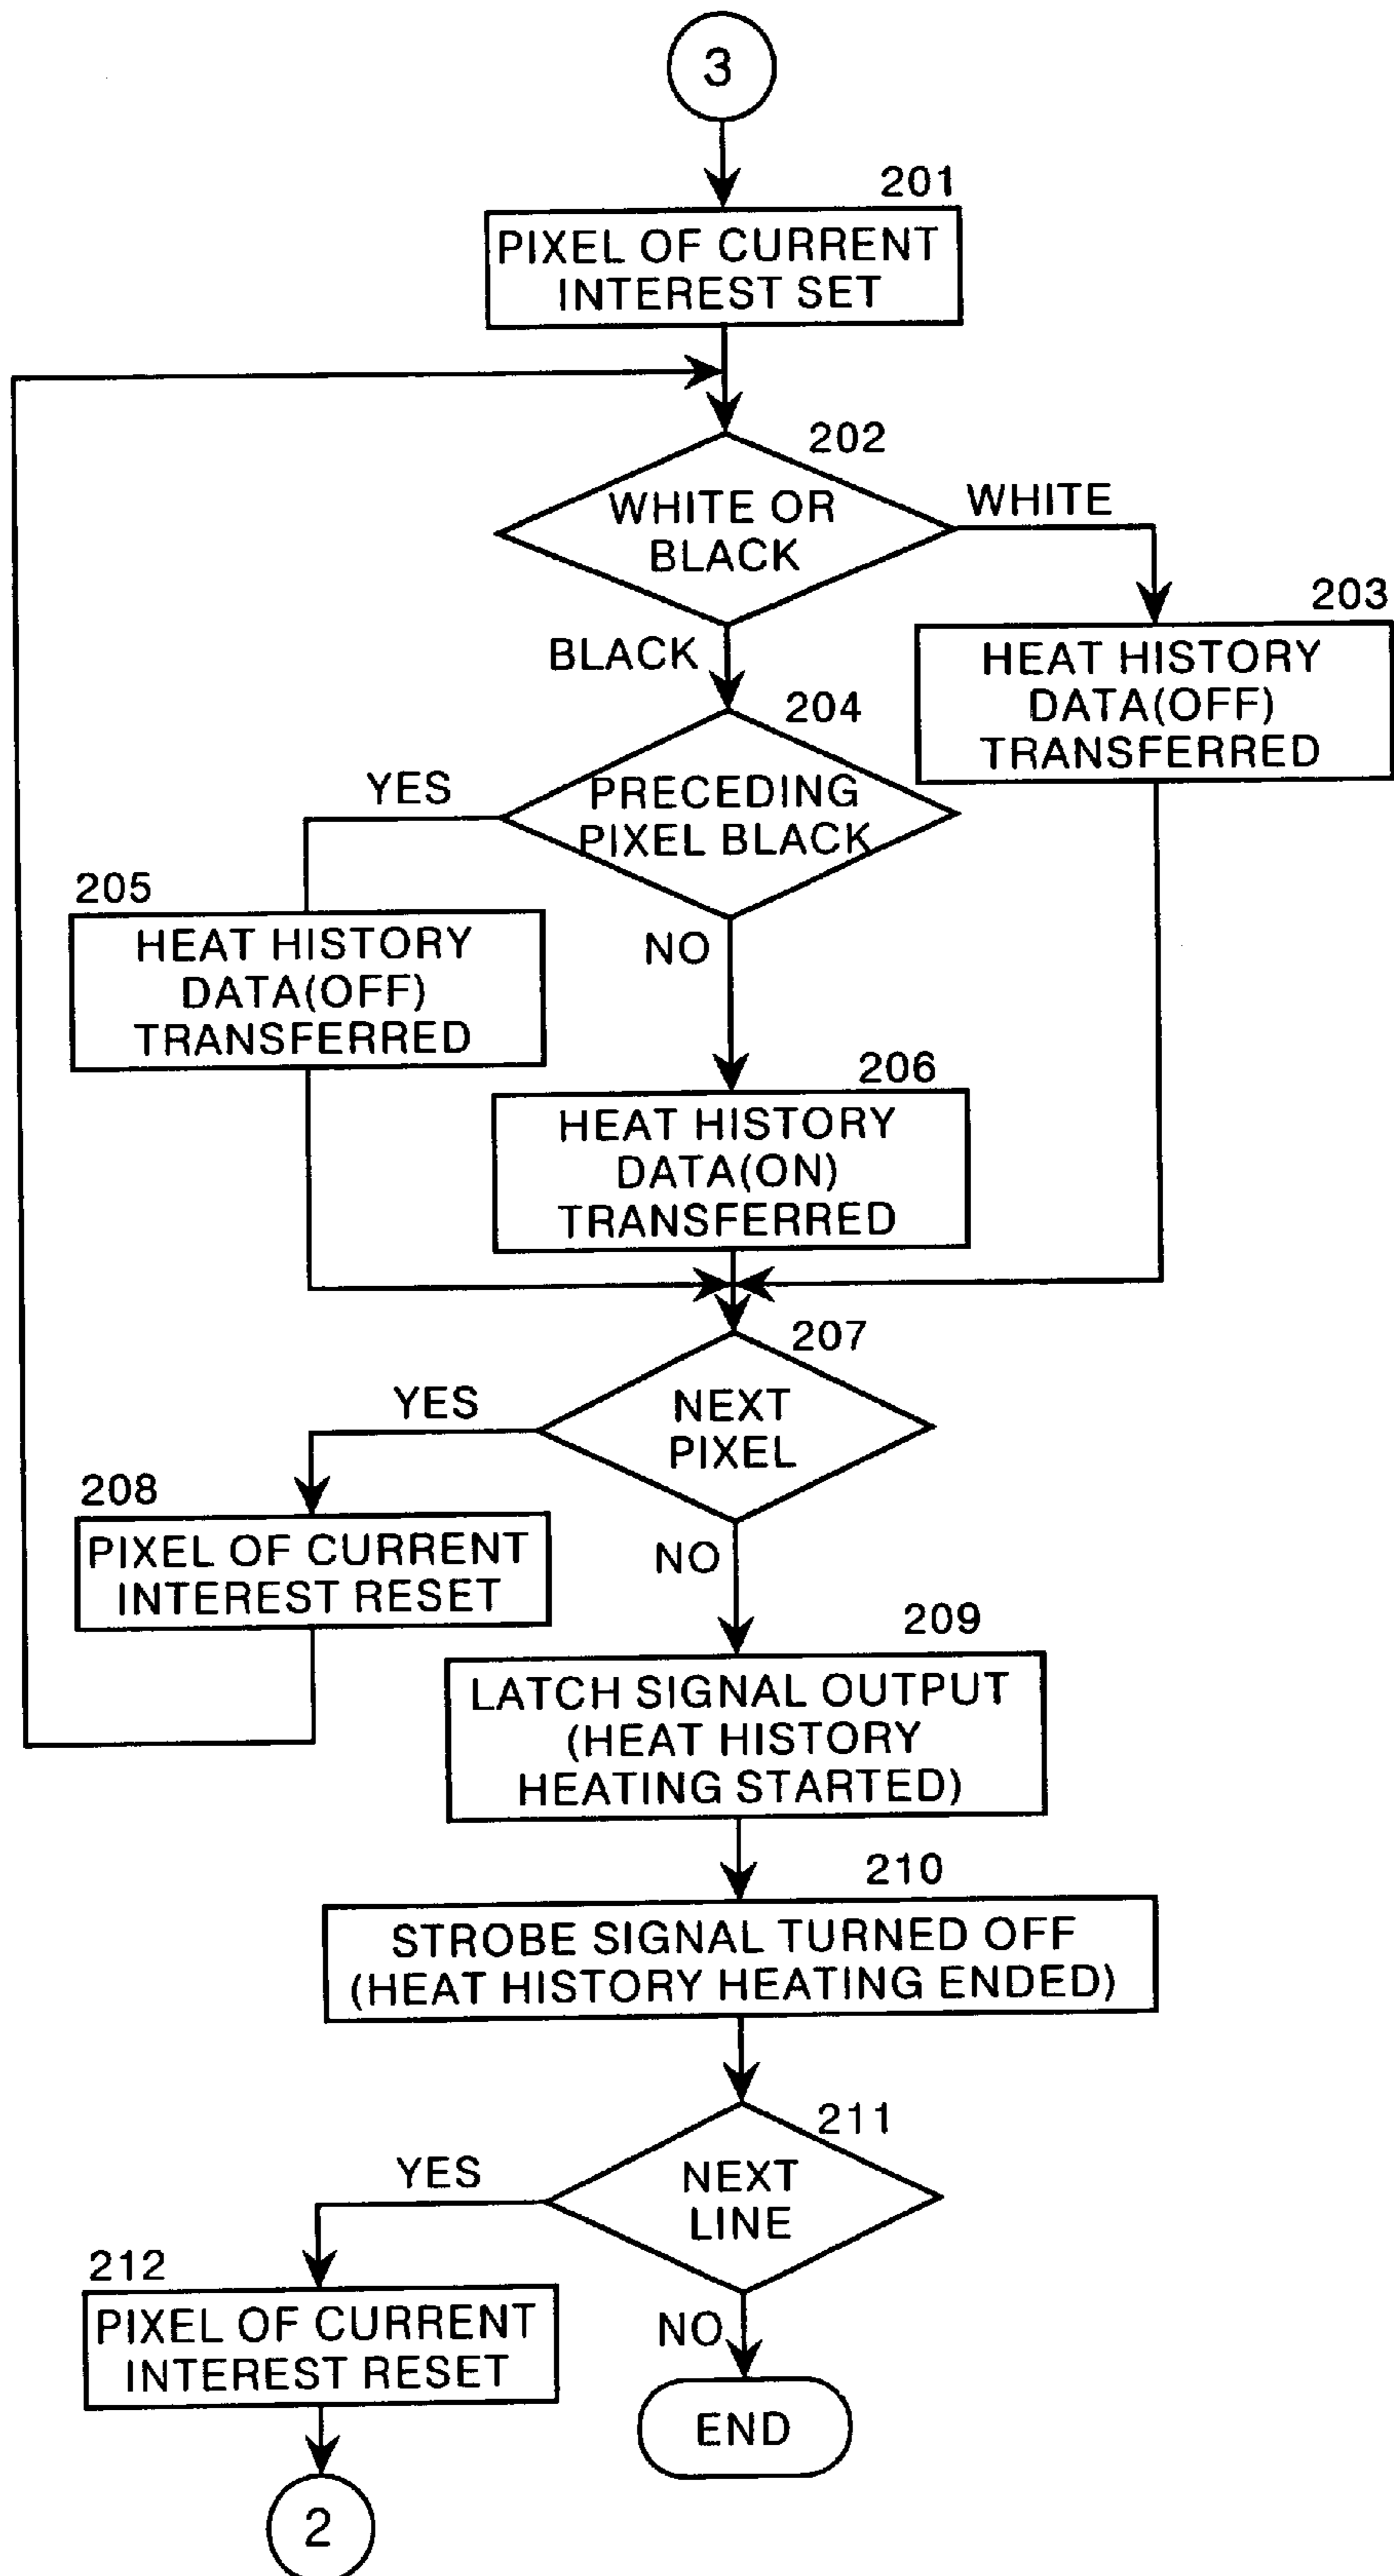 3
201
PIXEL OF CURRENT
INTEREST SET
202
WHITE OR
BLACK
WHITE
203
HEAT HISTORY
DATA(OFF)
TRANSFERRED
BLACK
204
PRECEDING
PIXEL BLACK
YES
205
HEAT HISTORY
DATA(OFF)
TRANSFERRED
NO
206
HEAT HISTORY
DATA(ON)
TRANSFERRED
207
NEXT
PIXEL
YES
208
PIXEL OF CURRENT
INTEREST RESET
NO
209
LATCH SIGNAL OUTPUT
(HEAT HISTORY
HEATING STARTED)
210
STROBE SIGNAL TURNED OFF
(HEAT HISTORY HEATING ENDED)
211
NEXT
LINE
YES
212
PIXEL OF CURRENT
INTEREST RESET
NO
END
2